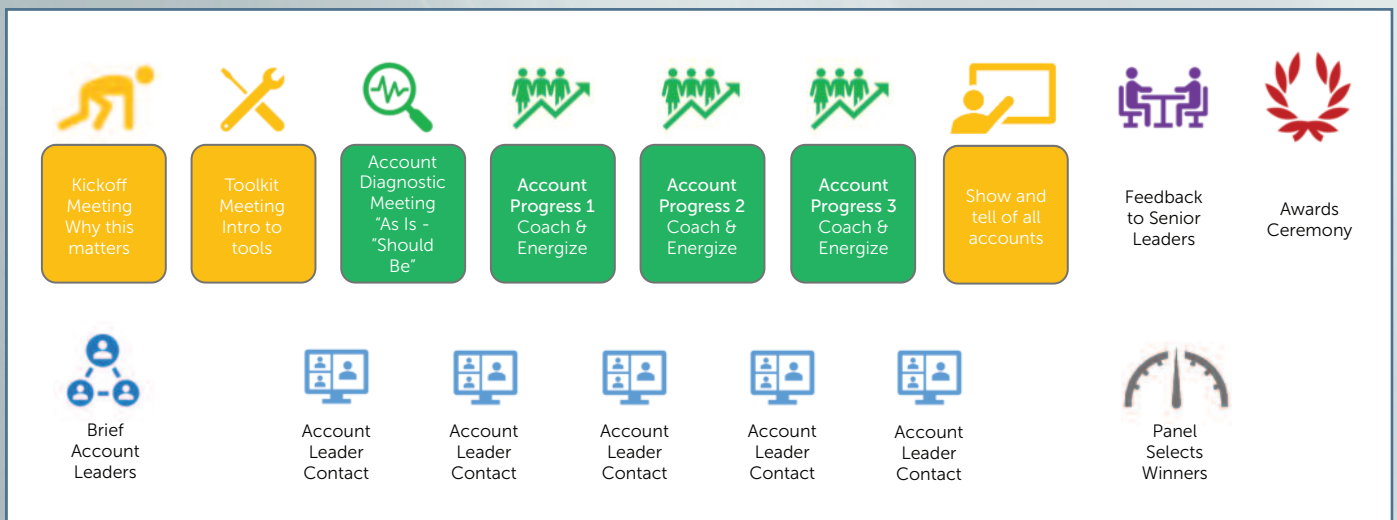 Kickoff
Meeting
Why this
matters
Toolkit
Meeting
Intro to
tools
Account
Diagnostic
Meeting
"As Is -
"Should
Be"
Account
Progress 1
Coach &
Energize
Account
Progress 2
Coach &
Energize
Account
Progress 3
Coach &
Energize
Show and
tell of all
accounts
Feedback
to Senior
Leaders
Awards
Ceremony
Brief
Account
Leaders
Account
Leader
Contact
Account
Leader
Contact
Account
Leader
Contact
Account
Leader
Contact
Account
Leader
Contact
Panel
Selects
Winners